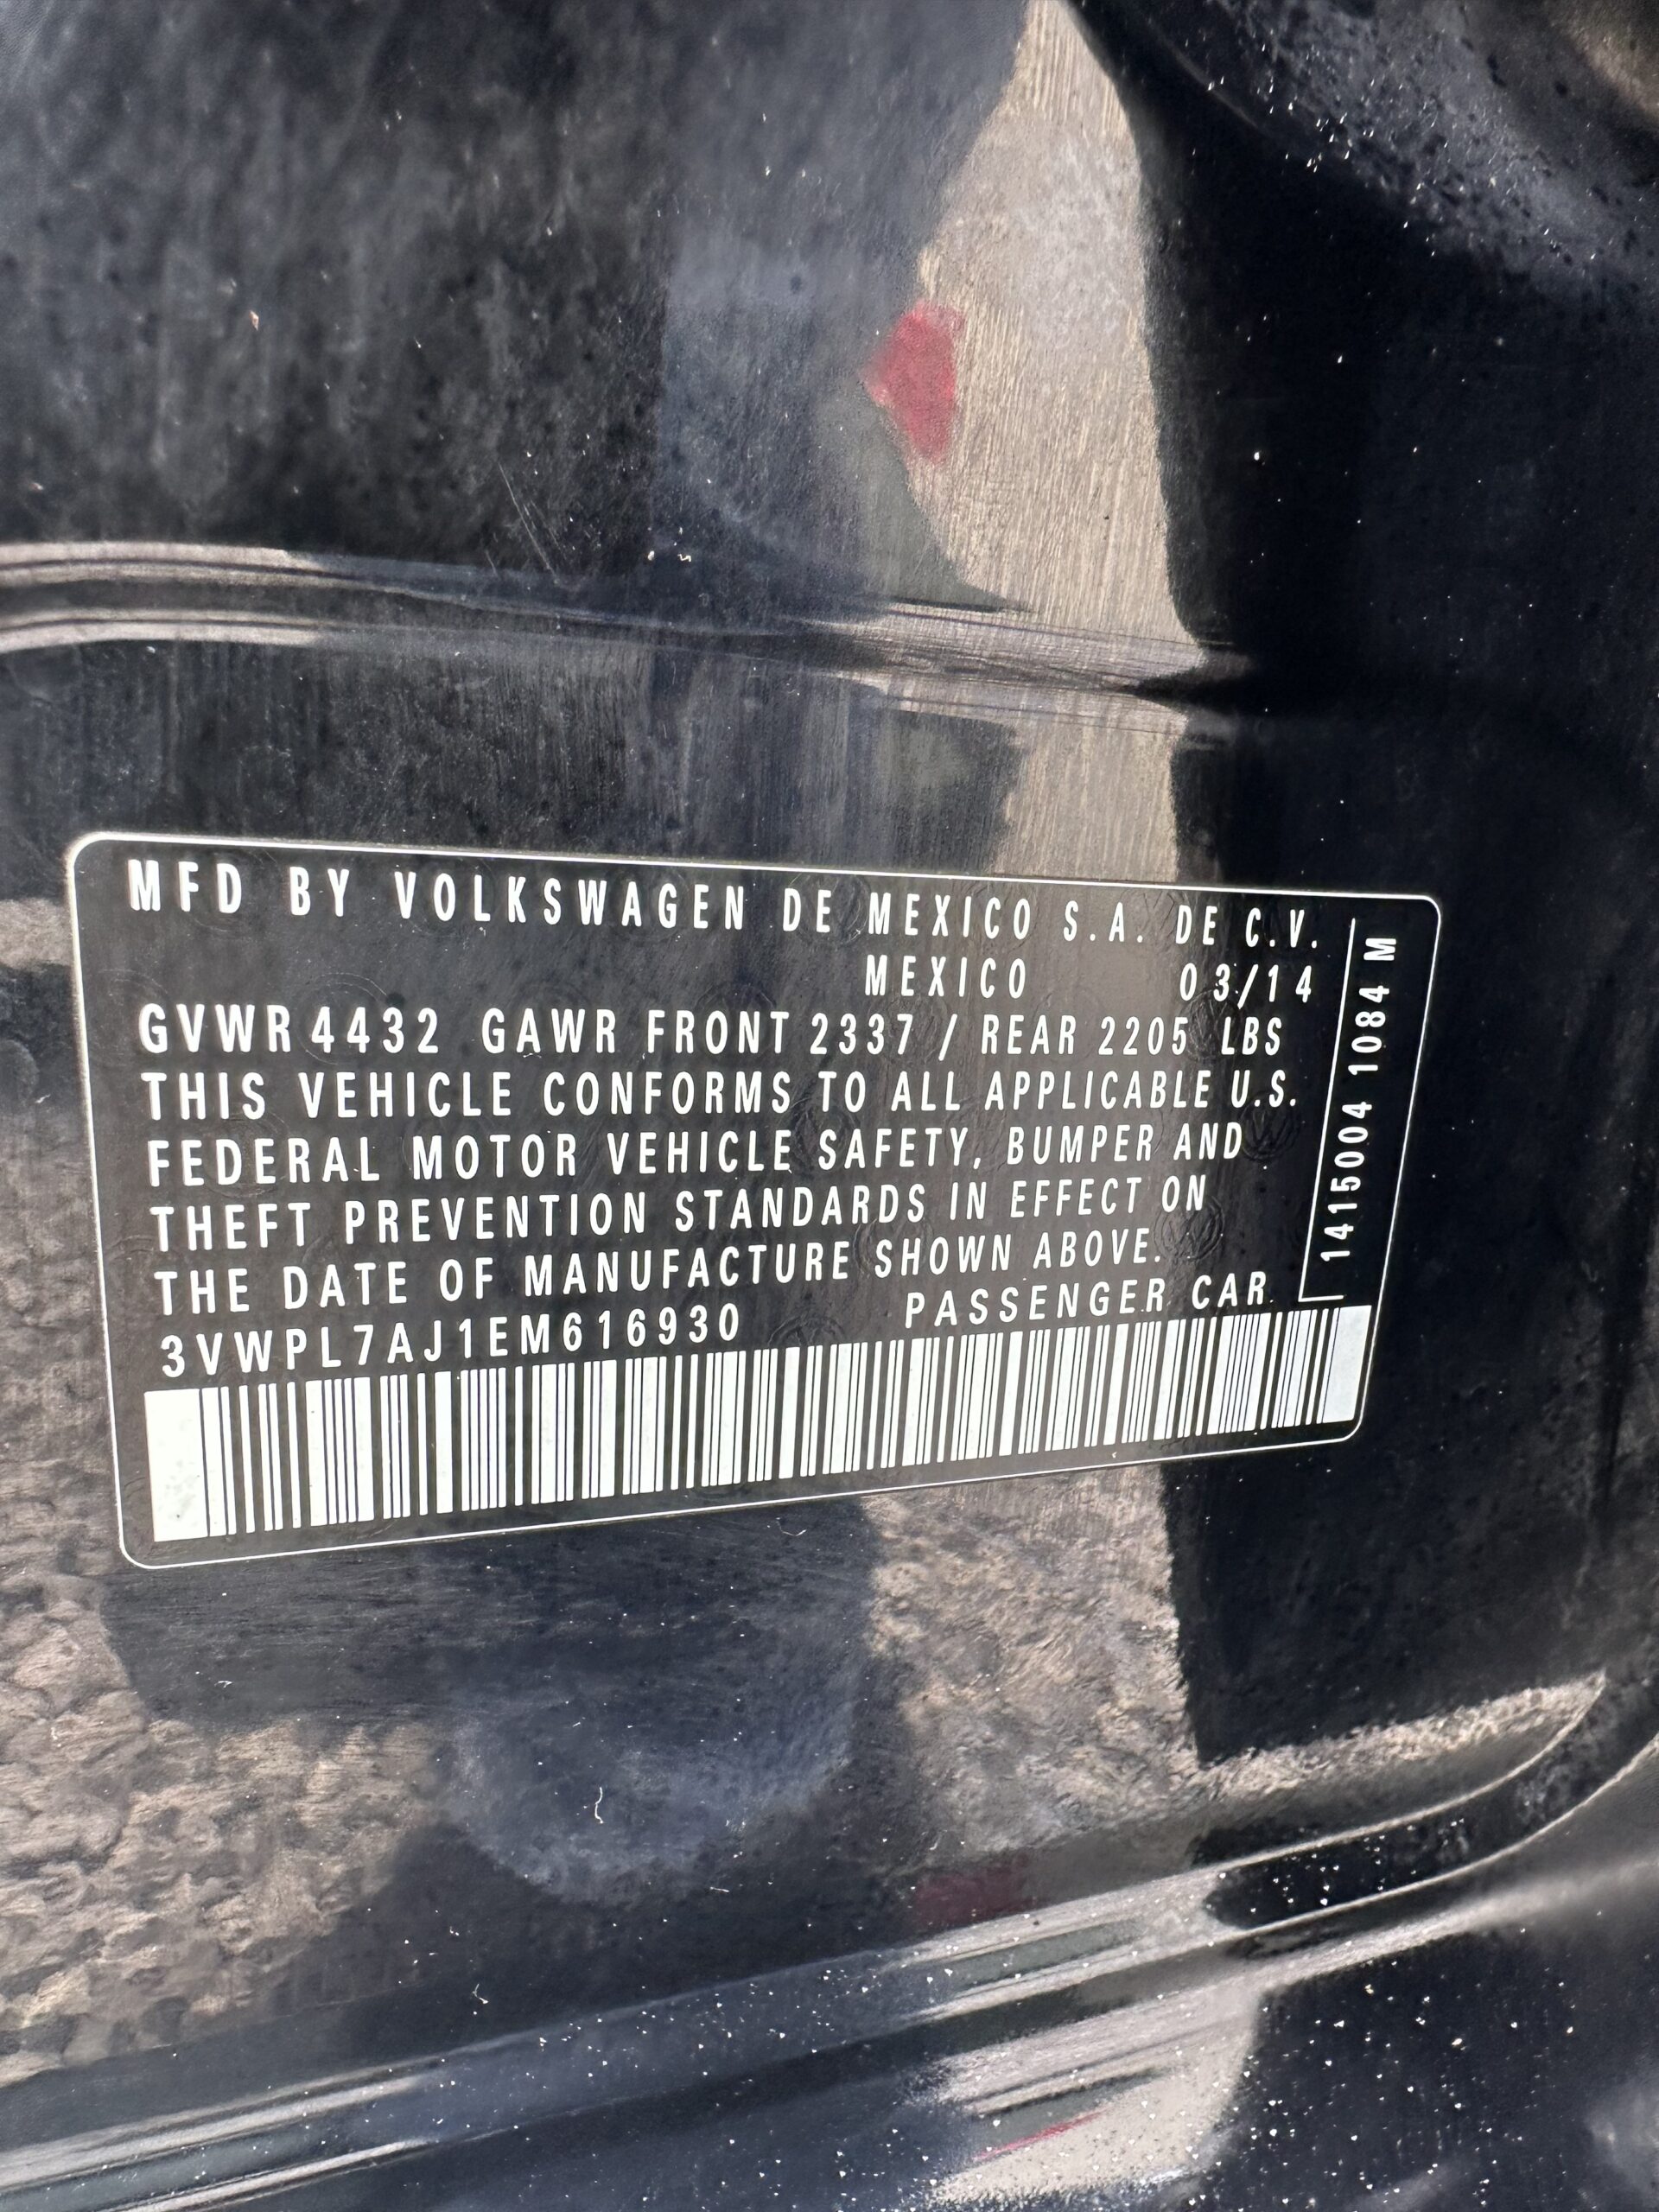 MFD BY VOLKSWAGEN DE MEXICO S.A. DE C.V.
MEXICO 03/14
GVWR 4432 GAWR FRONT 2337 / REAR 2205 LBS
THIS VEHICLE CONFORMS TO ALL APPLICABLE U.S.
FEDERAL MOTOR VEHICLE SAFETY, BUMPER AND
THEFT PREVENTION STANDARDS IN EFFECT ON
THE DATE OF MANUFACTURE SHOWN ABOVE.
3VWPL7AJ1EM616930 PASSENGER CAR
1415004 1084 M